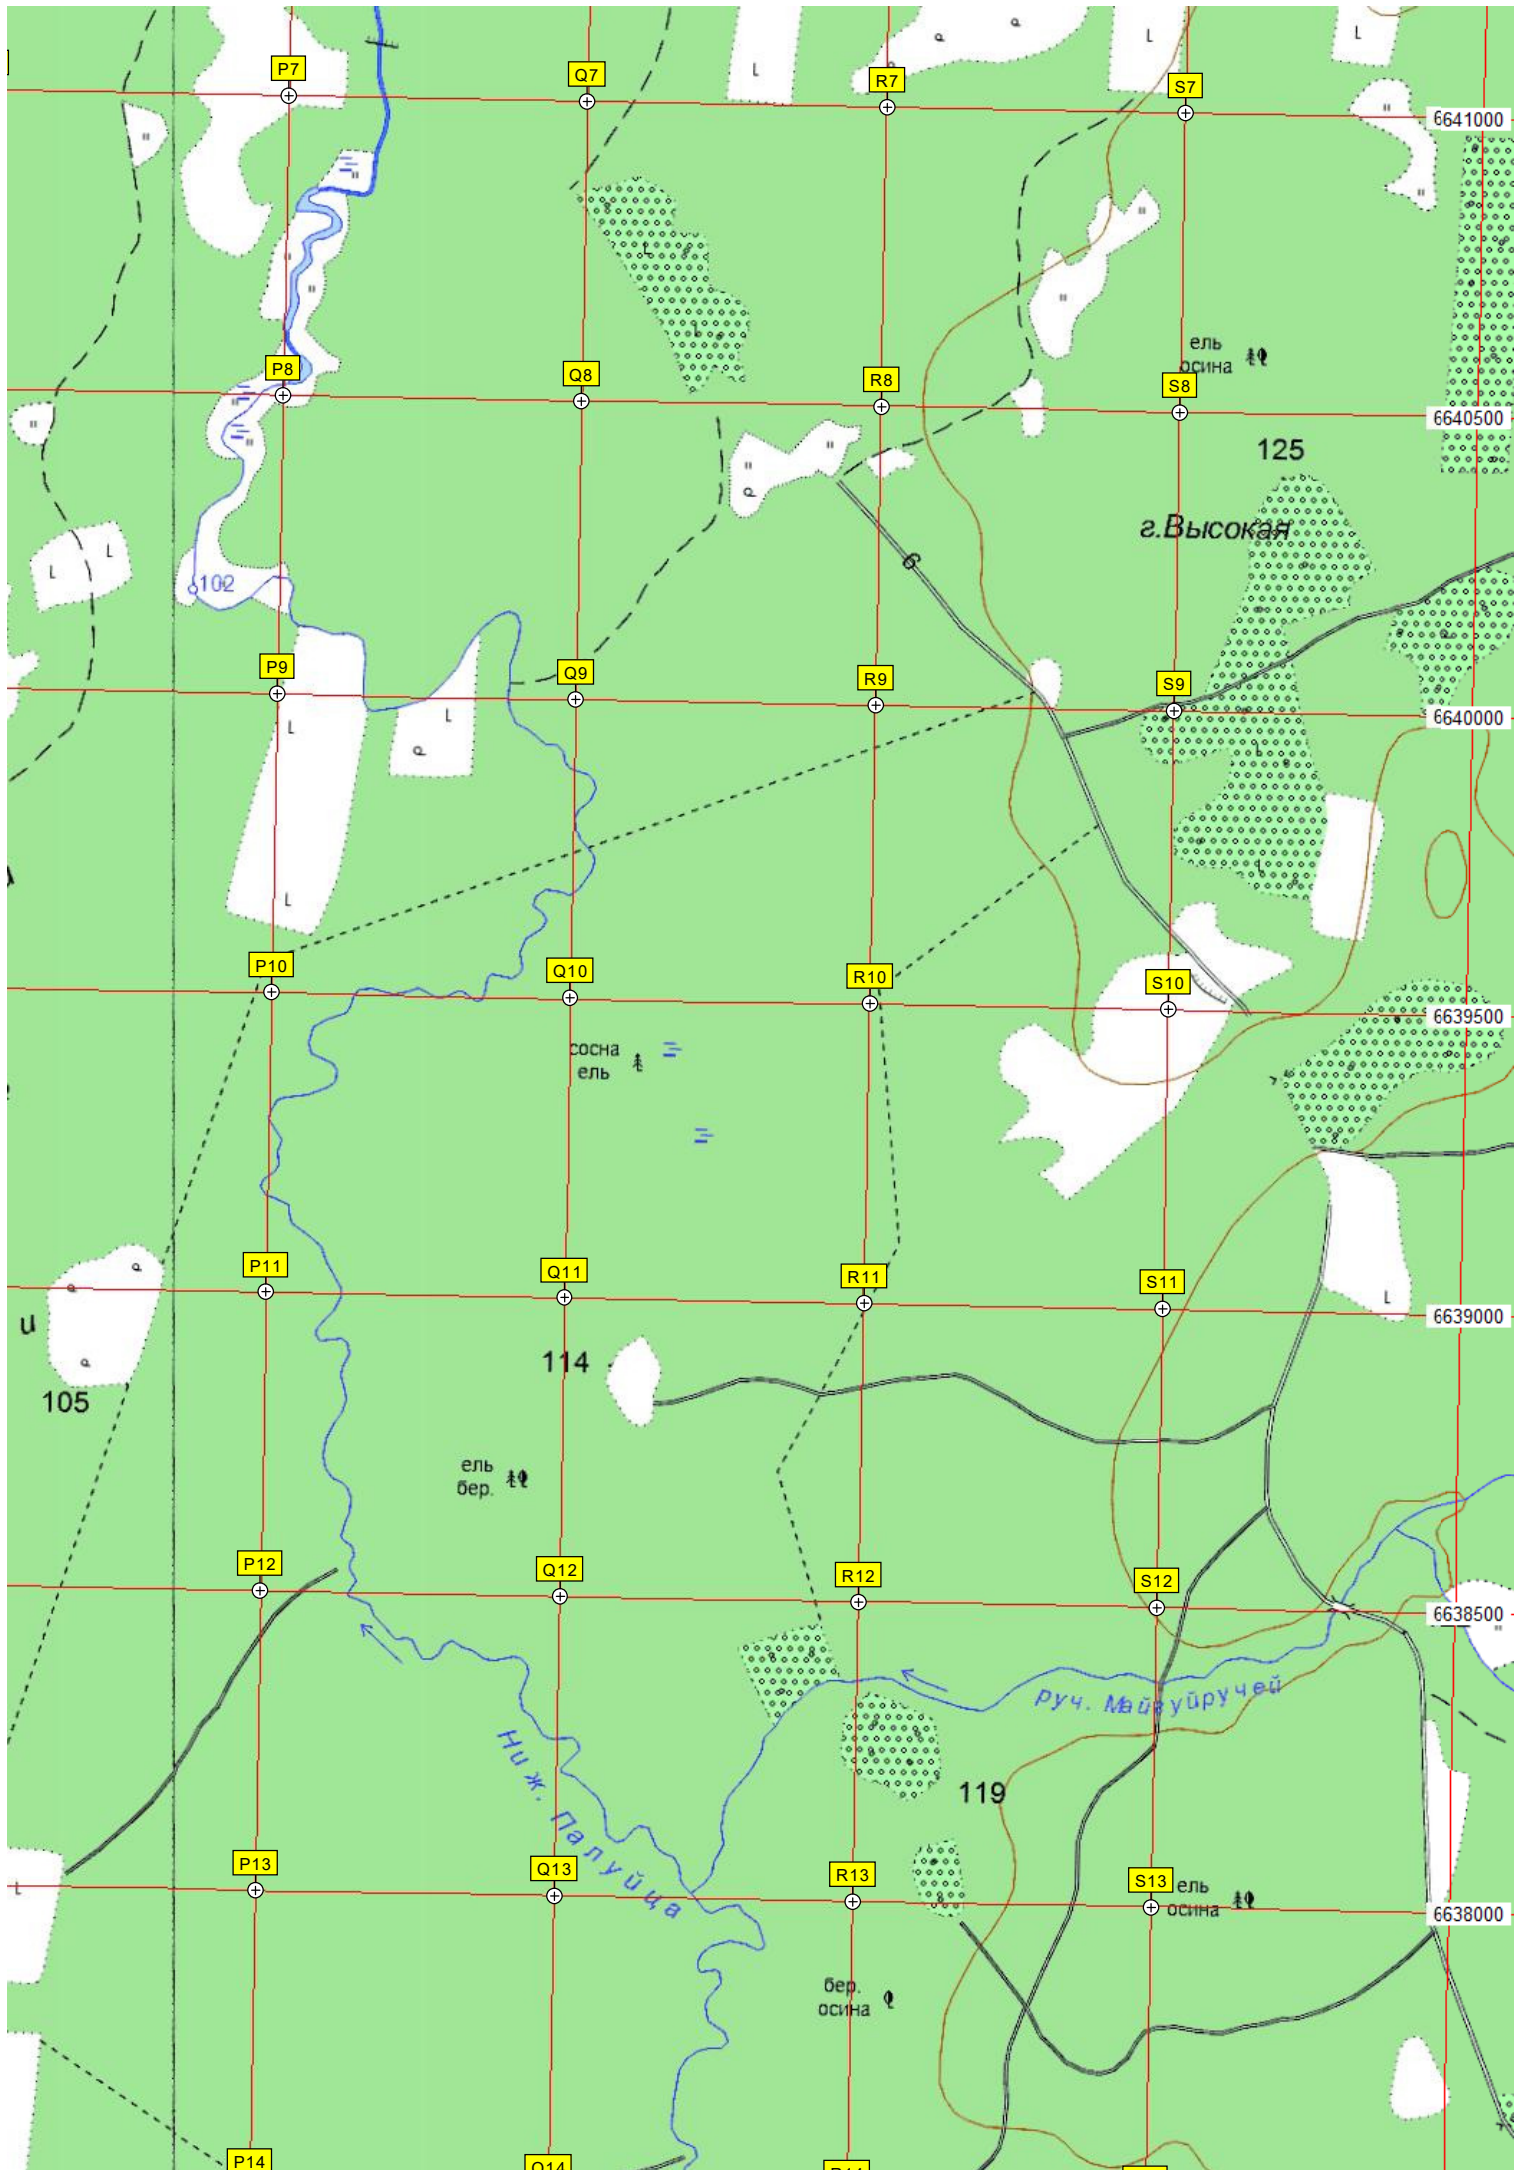 P7
Q7
R7
S7
6641000
P8
Q8
R8
S8
ель
осина
6640500
125
г.Высокая
6
102
P9
Q9
R9
S9
6640000
P10
Q10
R10
S10
6639500
сосна
ель
P11
Q11
R11
S11
6639000
и
114
105
ель
бер.
P12
Q12
R12
S12
6638500
руч. Майгуйручей
Ниж. Палуйца
119
P13
Q13
R13
S13
ель
осина
6638000
бер.
осина
P14
Q14